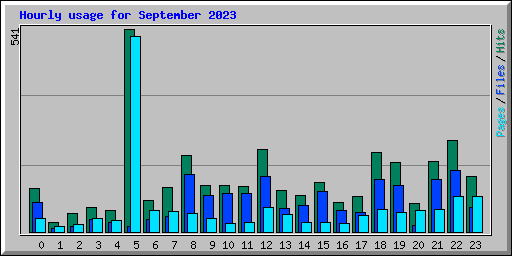 Hourly usage for September 2023
541
Pages / Files / Hits
0 1 2 3 4 5 6 7 8 9 10 11 12 13 14 15 16 17 18 19 20 21 22 23